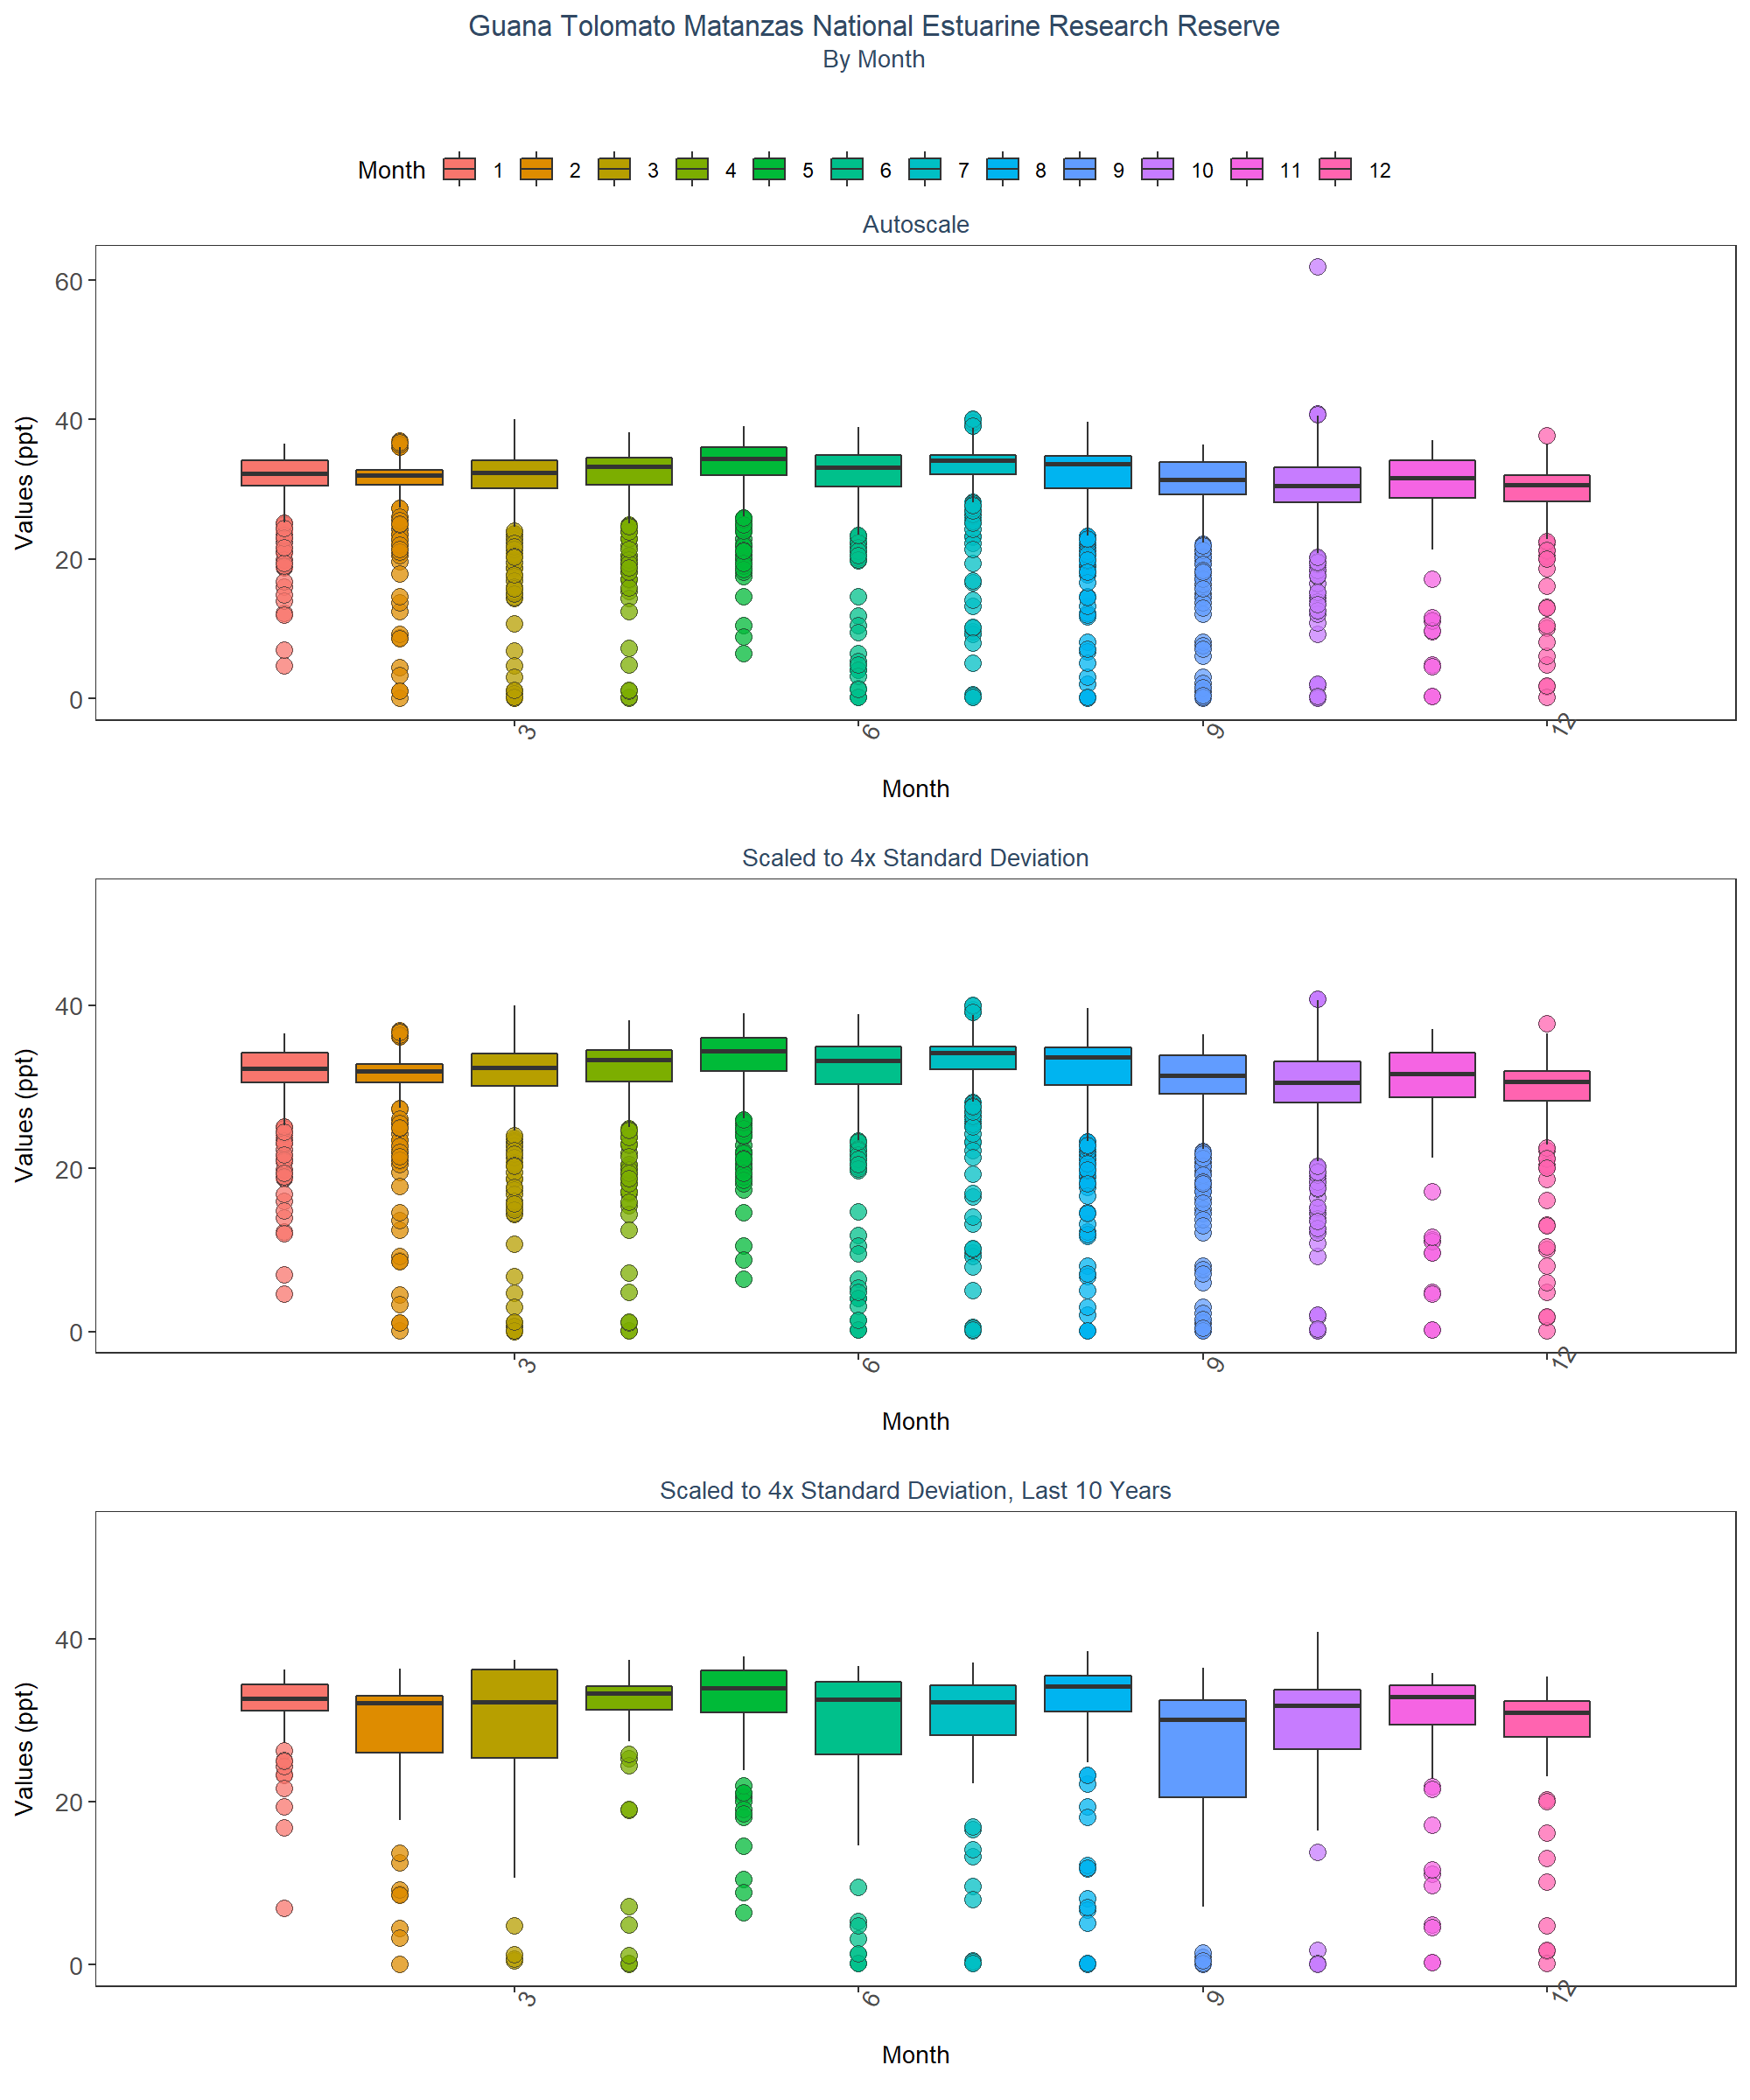 Guana Tolomato Matanzas National Estuarine Research Reserve
By Month
Month 1 2 3 4 5 6 7 8 9 10 11 12
Autoscale
Values (ppt)
60
40
20
0
3 6 9 12
Month
Scaled to 4x Standard Deviation
Values (ppt)
40
20
0
3 6 9 12
Month
Scaled to 4x Standard Deviation, Last 10 Years
Values (ppt)
40
20
0
3 6 9 12
Month